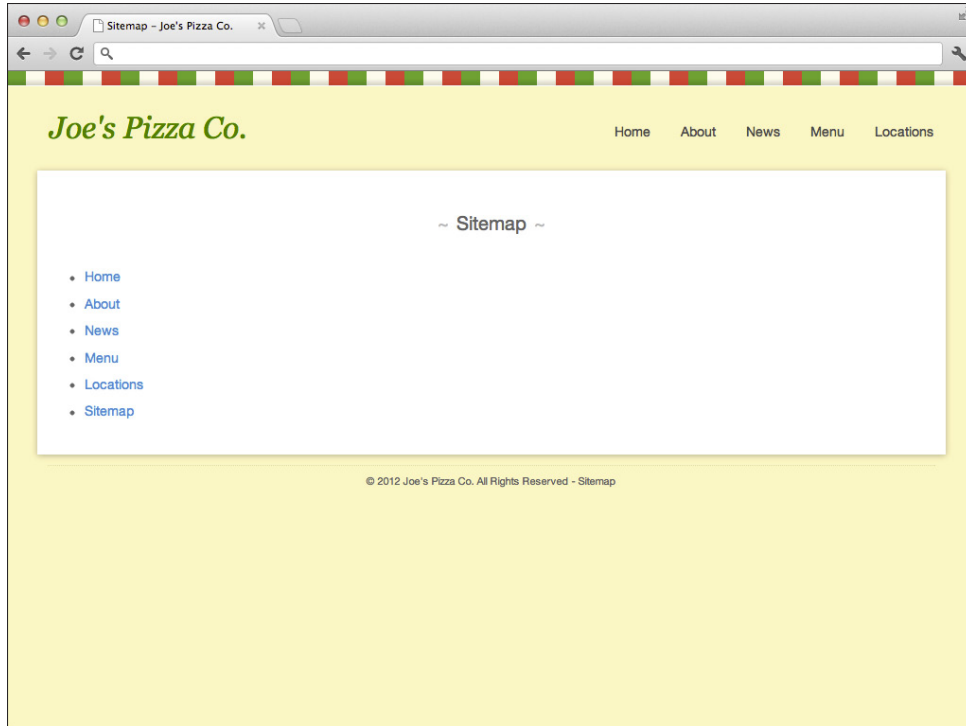 Sitemap – Joe's Pizza Co.
Joe's Pizza Co.
Home About News Menu Locations
~ Sitemap ~
• Home
• About
• News
• Menu
• Locations
• Sitemap
© 2012 Joe's Pizza Co. All Rights Reserved - Sitemap